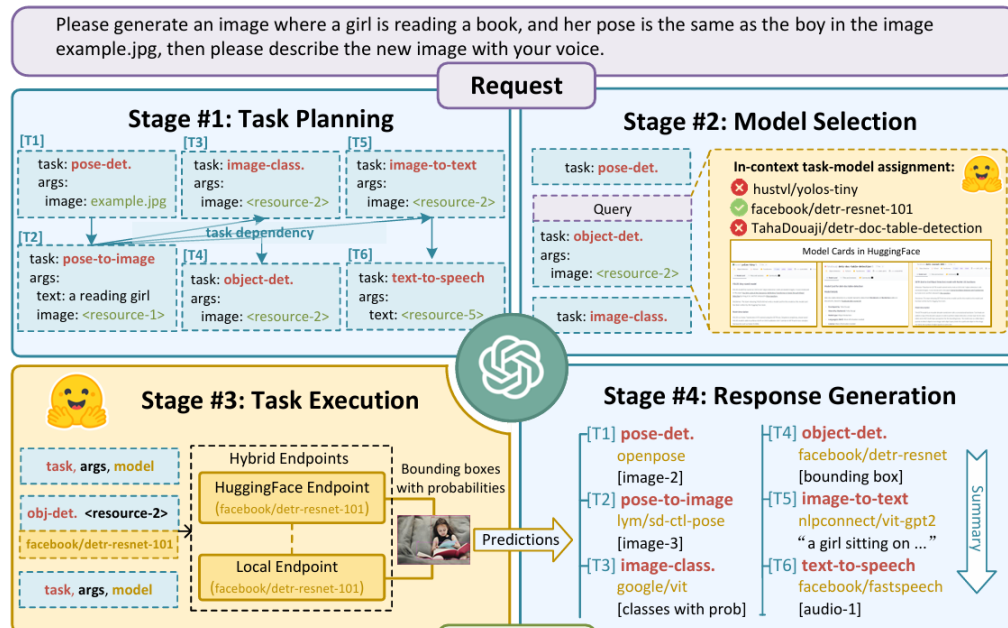 Please generate an image where a girl is reading a book, and her pose is the same as the boy in the image
example.jpg, then please describe the new image with your voice.
Request
Stage #1: Task Planning
[T1]
task: pose-det.
args:
image: example.jpg
[T3]
task: image-class.
args:
image: <resource-2>
[T5]
task: image-to-text
args:
image: <resource-2>
task dependency
[T2]
task: pose-to-image
args:
text: a reading girl
image: <resource-1>
[T4]
task: object-det.
args:
image: <resource-2>
[T6]
task: text-to-speech
args:
text: <resource-5>
Stage #2: Model Selection
task: pose-det.
Query
task: object-det.
args:
image: <resource-2>
task: image-class.
In-context task-model assignment:
hustvl/yolos-tiny
facebook/detr-resnet-101
TahaDouaji/detr-doc-table-detection
Model Cards in HuggingFace
Stage #3: Task Execution
task, args, model
obj-det. <resource-2>
facebook/detr-resnet-101
task, args, model
Hybrid Endpoints
HuggingFace Endpoint
(facebook/detr-resnet-101)
Local Endpoint
(facebook/detr-resnet-101)
Bounding boxes
with probabilities
Predictions
Stage #4: Response Generation
[T1] pose-det.
openpose
[image-2]
[T2] pose-to-image
lym/sd-ctl-pose
[image-3]
[T3] image-class.
google/vit
[classes with prob]
[T4] object-det.
facebook/detr-resnet
[bounding box]
[T5] image-to-text
nlpconnect/vit-gpt2
“a girl sitting on ...”
[T6] text-to-speech
facebook/fastspeech
[audio-1]
Summary